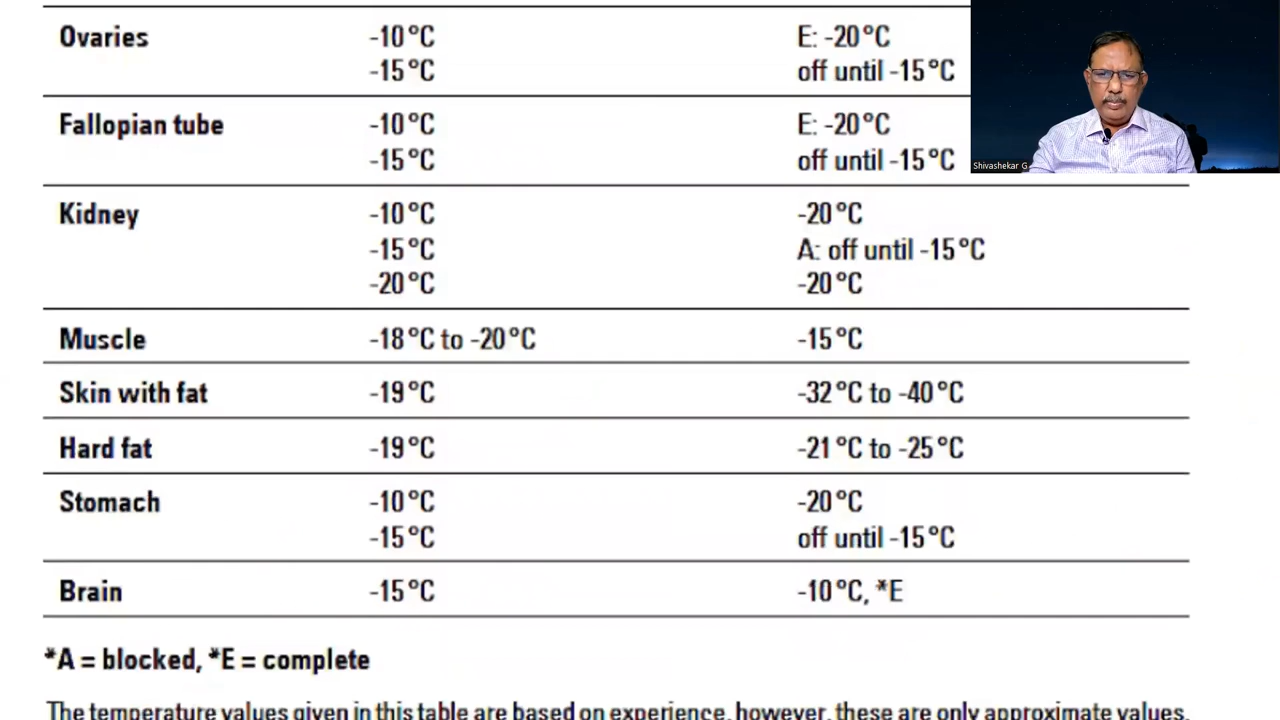 Ovaries -10°C E: -20°C
-15°C off until -15°C
Fallopian tube -10°C E: -20°C
-15°C off until -15°C
Shivashekar G
Kidney -10°C -20°C
-15°C A: off until -15°C
-20°C -20°C
Muscle -18°C to -20°C -15°C
Skin with fat -19°C -32°C to -40°C
Hard fat -19°C -21°C to -25°C
Stomach -10°C -20°C
-15°C off until -15°C
Brain -15°C -10°C, *E
*A = blocked, *E = complete
The temperature values given in this table are based on experience, however, these are only approximate values.